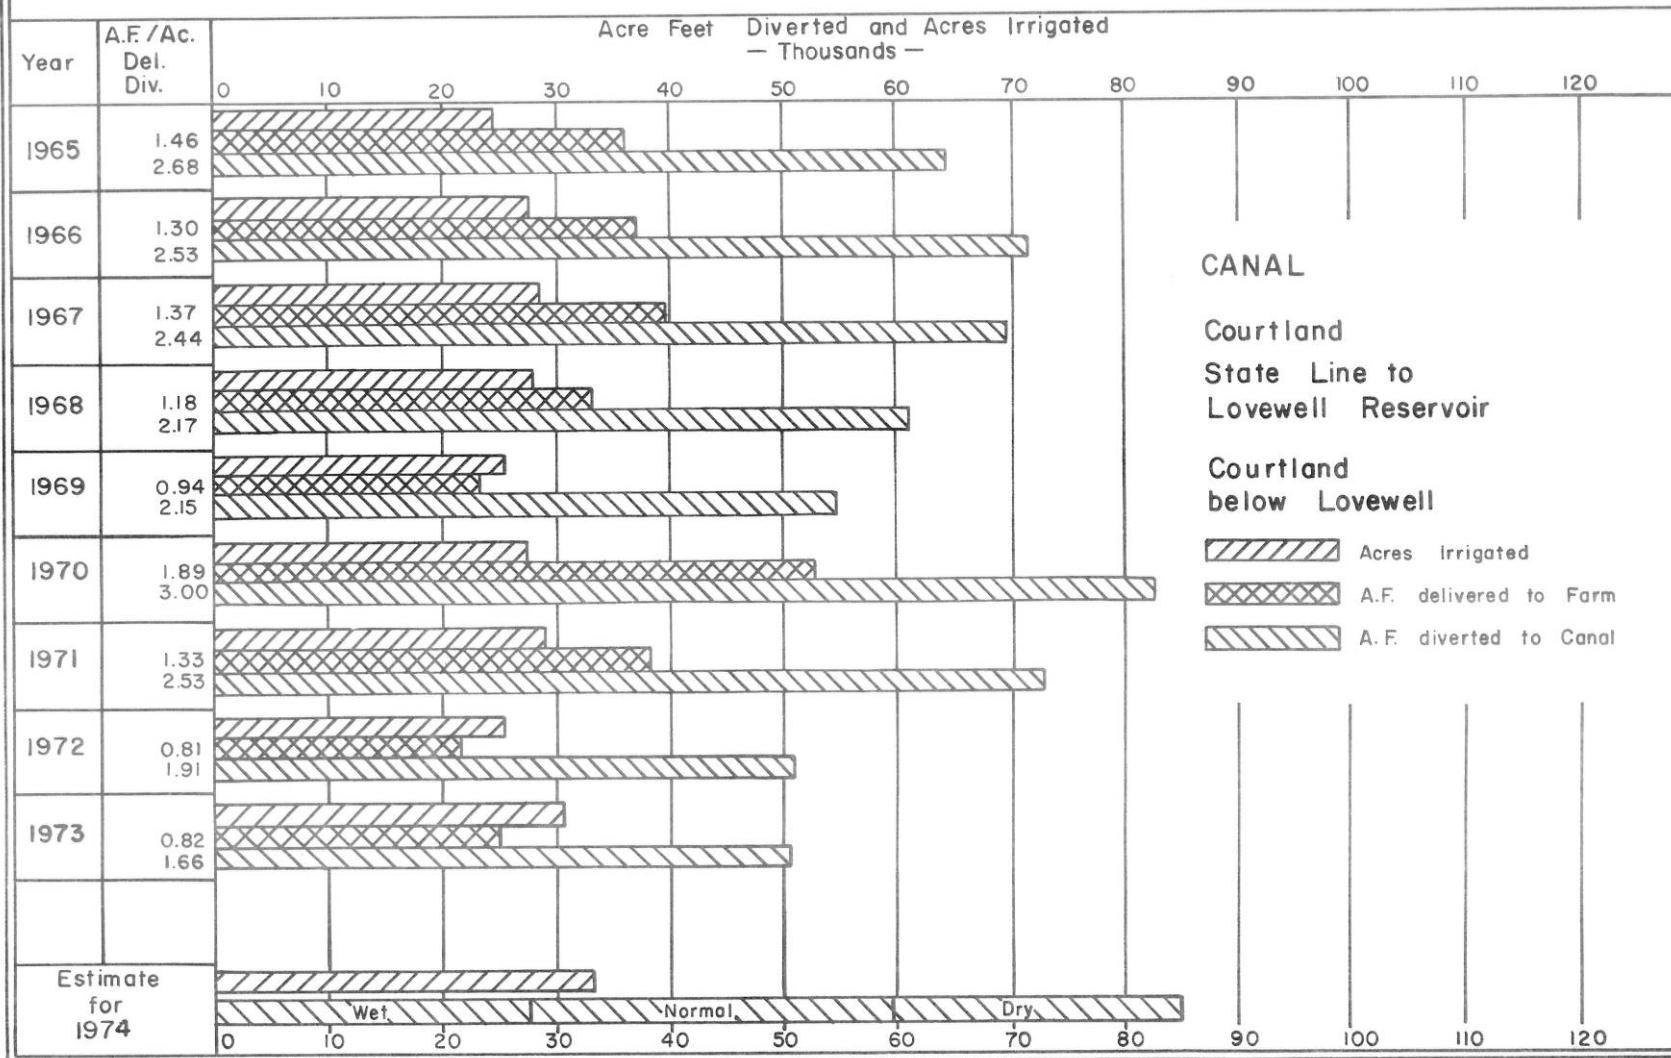 Acre Feet Diverted and Acres Irrigated
— Thousands —
Year
A.F./Ac.
Del.
Div.
0 10 20 30 40 50 60 70 80 90 100 110 120
1965
1.46
2.68
1966
1.30
2.53
1967
1.37
2.44
1968
1.18
2.17
1969
0.94
2.15
1970
1.89
3.00
1971
1.33
2.53
1972
0.81
1.91
1973
0.82
1.66
CANAL
Courtland
State Line to
Lovewell Reservoir
Courtland
below Lovewell
Acres Irrigated
A.F. delivered to Farm
A.F. diverted to Canal
Estimate
for
1974
Wet Normal Dry
0 10 20 30 40 50 60 70 80 90 100 110 120